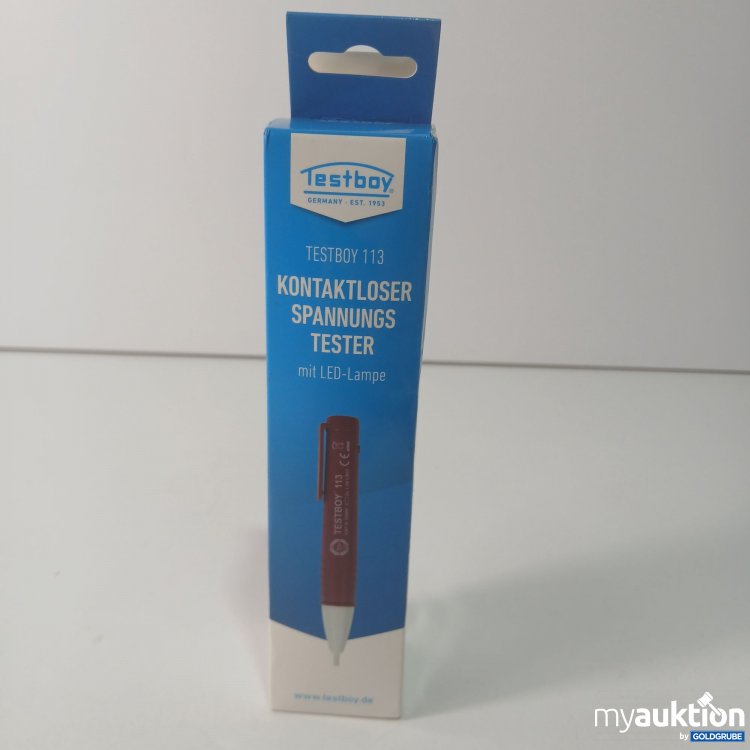 Testboy
GERMANY · EST. 1953
TESTBOY 113
KONTAKTLOSER
SPANNUNGS
TESTER
mit LED-Lampe
TESTBOY 113
CE
www.testboy.de
myauktion
by GOLDGRUBE